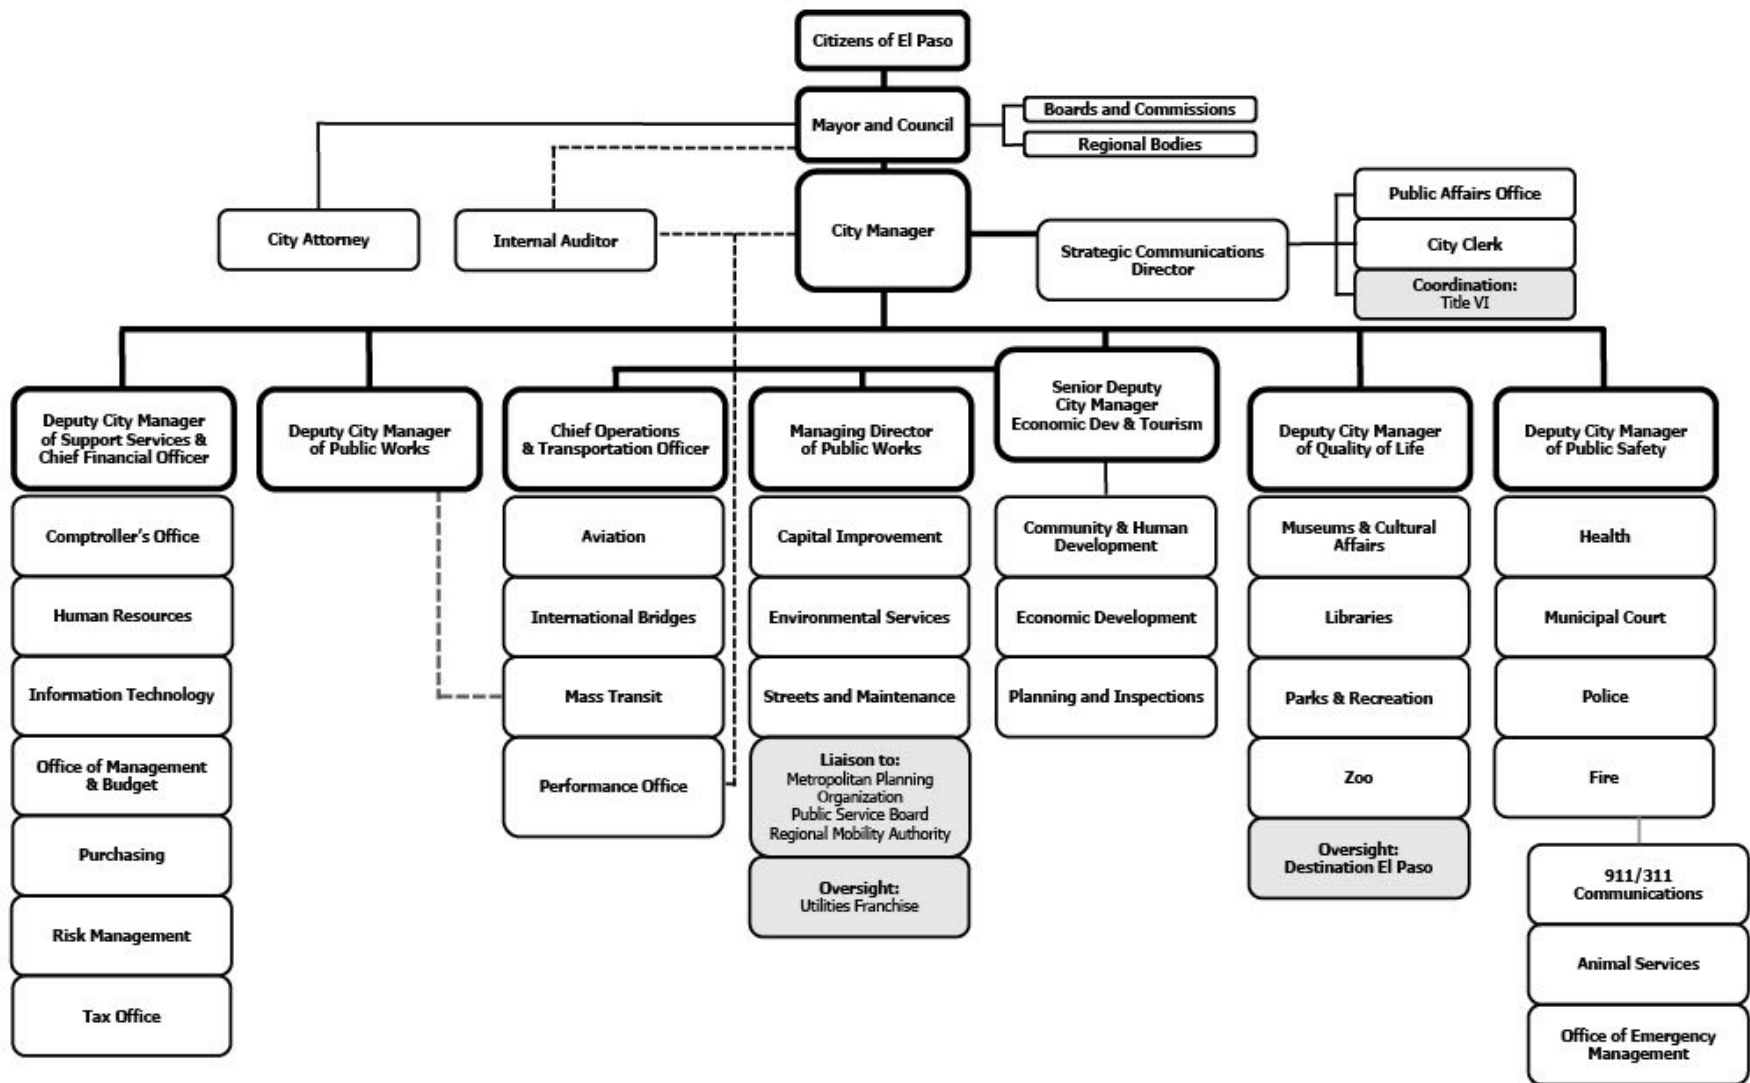 Citizens of El Paso
Mayor and Council
Boards and Commissions
Regional Bodies
City Attorney
Internal Auditor
City Manager
Strategic Communications
Director
Public Affairs Office
City Clerk
Coordination:
Title VI
Deputy City Manager
of Support Services &
Chief Financial Officer
Comptroller's Office
Human Resources
Information Technology
Office of Management
& Budget
Purchasing
Risk Management
Tax Office
Deputy City Manager
of Public Works
Chief Operations
& Transportation Officer
Aviation
International Bridges
Mass Transit
Performance Office
Managing Director
of Public Works
Capital Improvement
Environmental Services
Streets and Maintenance
Liaison to:
Metropolitan Planning
Organization
Public Service Board
Regional Mobility Authority
Oversight:
Utilities Franchise
Senior Deputy
City Manager
Economic Dev & Tourism
Community & Human
Development
Economic Development
Planning and Inspections
Deputy City Manager
of Quality of Life
Museums & Cultural
Affairs
Libraries
Parks & Recreation
Zoo
Oversight:
Destination El Paso
Deputy City Manager
of Public Safety
Health
Municipal Court
Police
Fire
911/311
Communications
Animal Services
Office of Emergency
Management